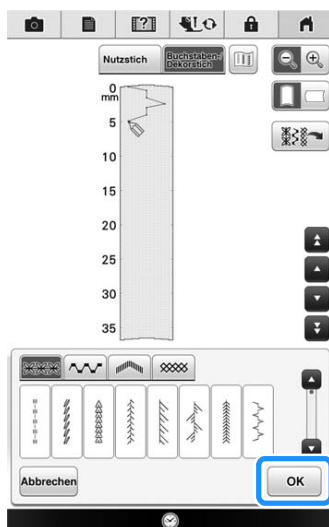 Nutzstich
Buchstaben-/
Dekorstich
0
mm
5
10
15
20
25
30
35
Abbrechen
OK